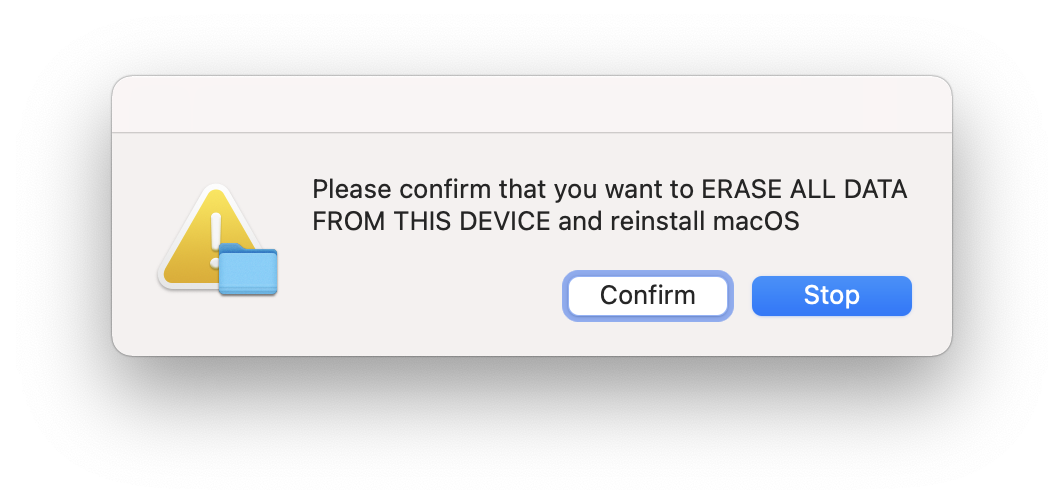 Please confirm that you want to ERASE ALL DATA
FROM THIS DEVICE and reinstall macOS
Confirm
Stop